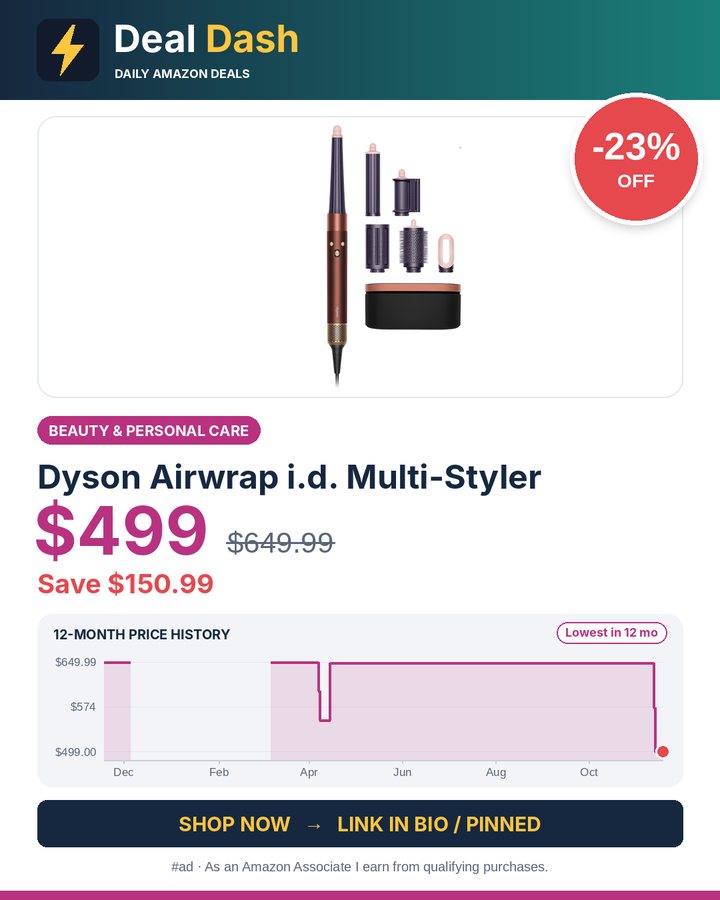 Deal Dash
DAILY AMAZON DEALS
-23%
OFF
BEAUTY & PERSONAL CARE
Dyson Airwrap i.d. Multi-Styler
$499 $649.99
Save $150.99
12-MONTH PRICE HISTORY
Lowest in 12 mo
$649.99
$574
$499.00
Dec Feb Apr Jun Aug Oct
SHOP NOW → LINK IN BIO / PINNED
#ad · As an Amazon Associate I earn from qualifying purchases.